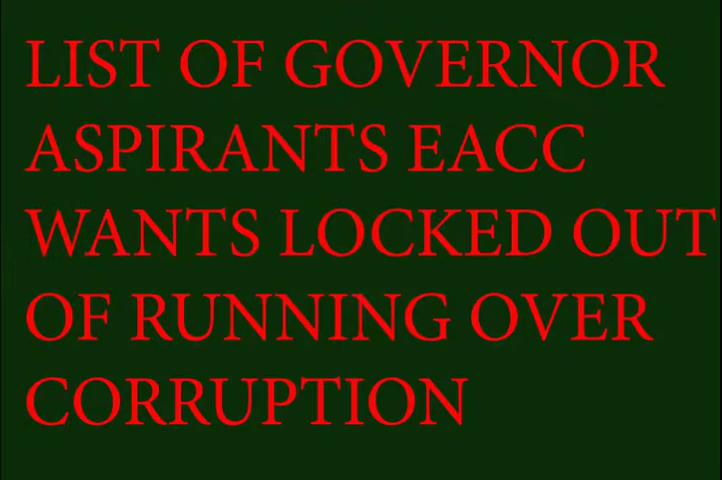 LIST OF GOVERNOR
ASPIRANTS EACC
WANTS LOCKED OUT
OF RUNNING OVER
CORRUPTION